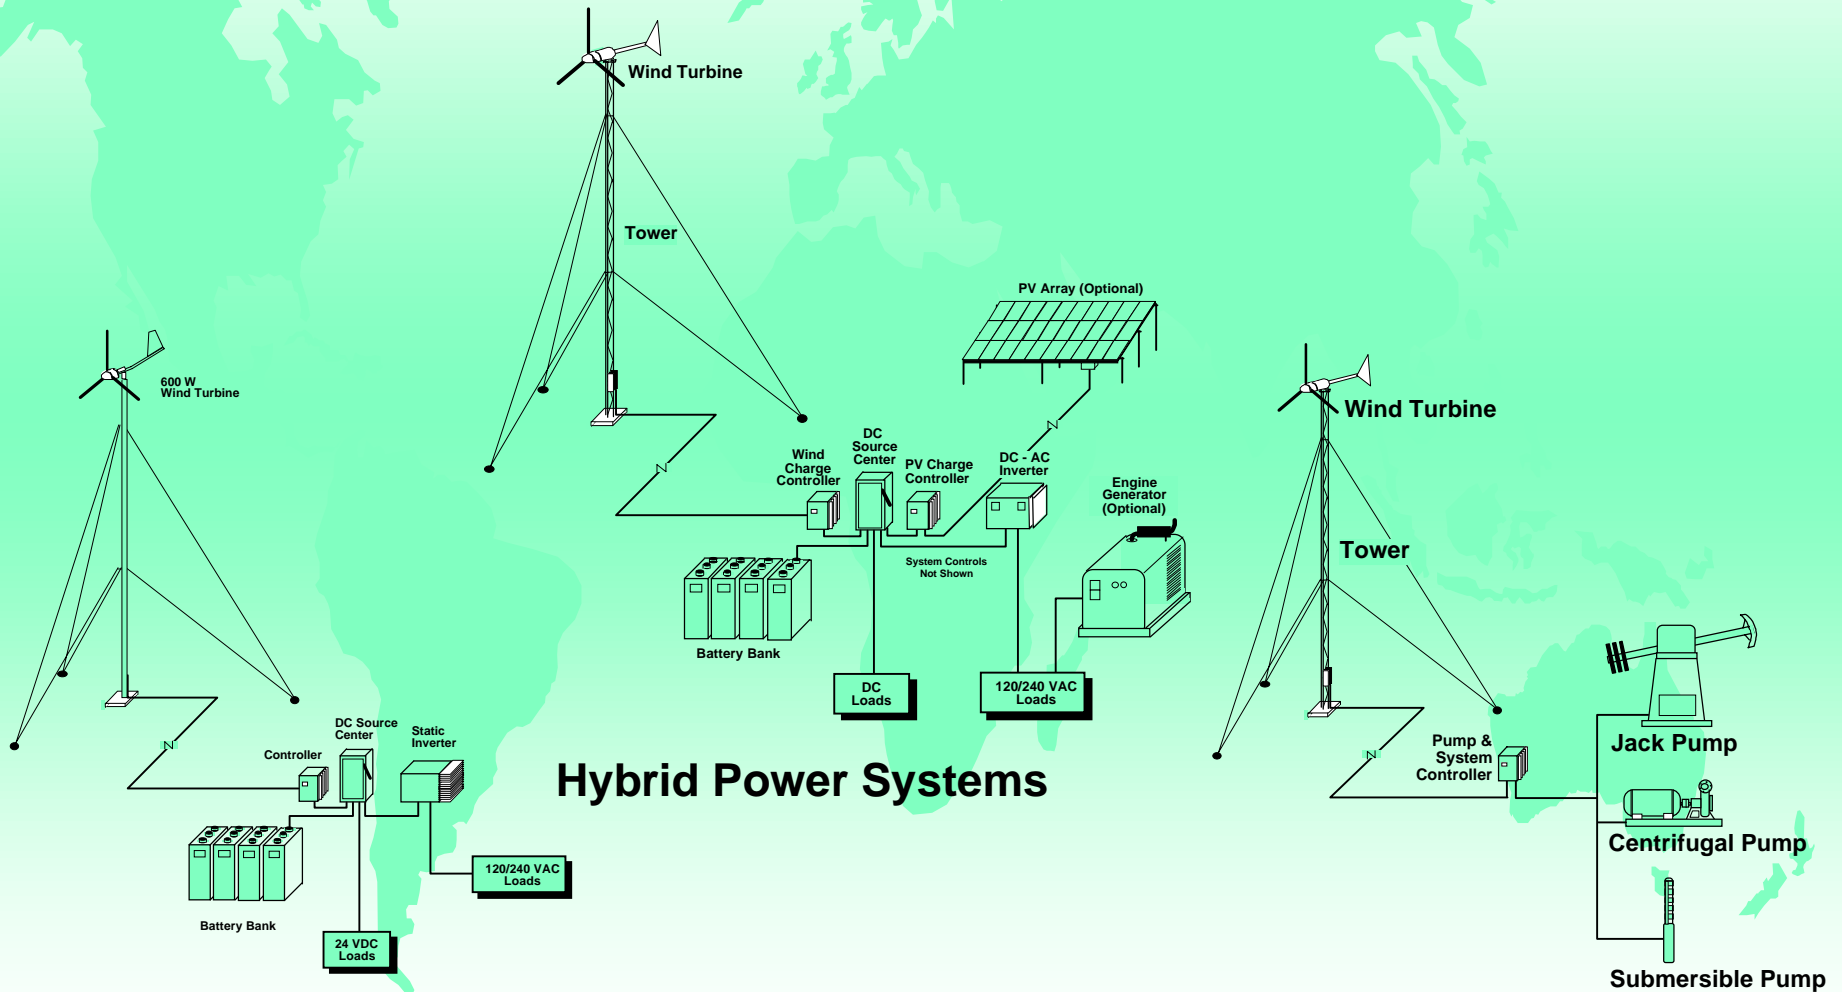 Wind Turbine
Tower
PV Array (Optional)
Wind
Charge
Controller
DC
Source
Center
PV Charge
Controller
DC - AC
Inverter
Engine
Generator
(Optional)
System Controls
Not Shown
Battery Bank
DC
Loads
120/240 VAC
Loads
600 W
Wind Turbine
Controller
DC Source
Center
Static
Inverter
Battery Bank
24 VDC
Loads
120/240 VAC
Loads
Hybrid Power Systems
Wind Turbine
Tower
Pump &
System
Controller
Jack Pump
Centrifugal Pump
Submersible Pump